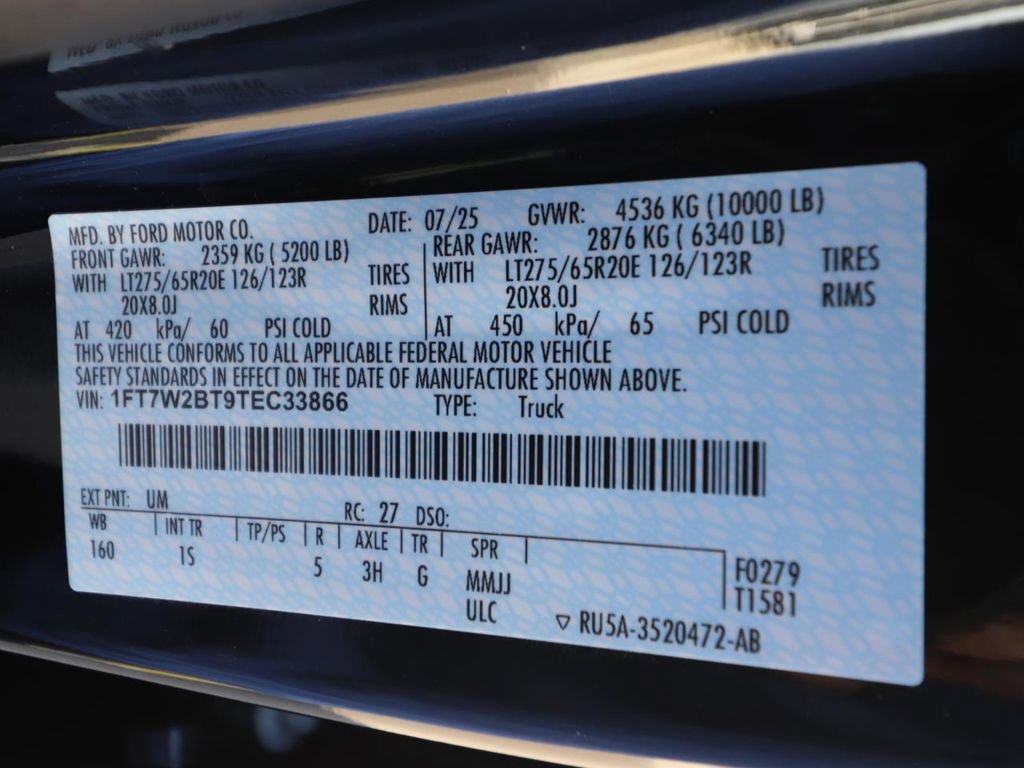 MFD. BY FORD MOTOR CO. DATE: 07/25 GVWR: 4536 KG (10000 LB)
FRONT GAWR: 2359 KG ( 5200 LB) REAR GAWR: 2876 KG ( 6340 LB)
WITH LT275/65R20E 126/123R TIRES WITH LT275/65R20E 126/123R TIRES
20X8.0J RIMS 20X8.0J RIMS
AT 420 kPa/ 60 PSI COLD AT 450 kPa/ 65 PSI COLD
THIS VEHICLE CONFORMS TO ALL APPLICABLE FEDERAL MOTOR VEHICLE
SAFETY STANDARDS IN EFFECT ON THE DATE OF MANUFACTURE SHOWN ABOVE.
VIN: 1FT7W2BT9TEC33866 TYPE: Truck
EXT PNT: UM RC: 27 DSO:
WB INT TR TP/PS R AXLE TR SPR
160 1S 5 3H G MMJJ F0279
ULC T1581
▽ RU5A-3520472-AB